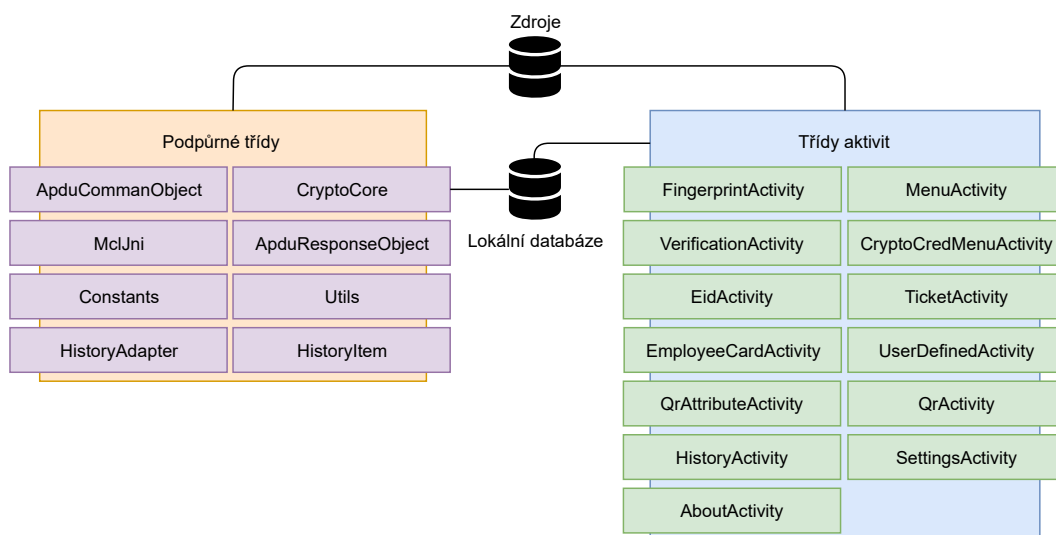 Zdroje
Podpůrné třídy
Třídy aktivit
ApduCommanObject
CryptoCore
MclJni
ApduResponseObject
Constants
Utils
HistoryAdapter
HistoryItem
Lokální databáze
FingerprintActivity
MenuActivity
VerificationActivity
CryptoCredMenuActivity
EidActivity
TicketActivity
EmployeeCardActivity
UserDefinedActivity
QrAttributeActivity
QrActivity
HistoryActivity
SettingsActivity
AboutActivity